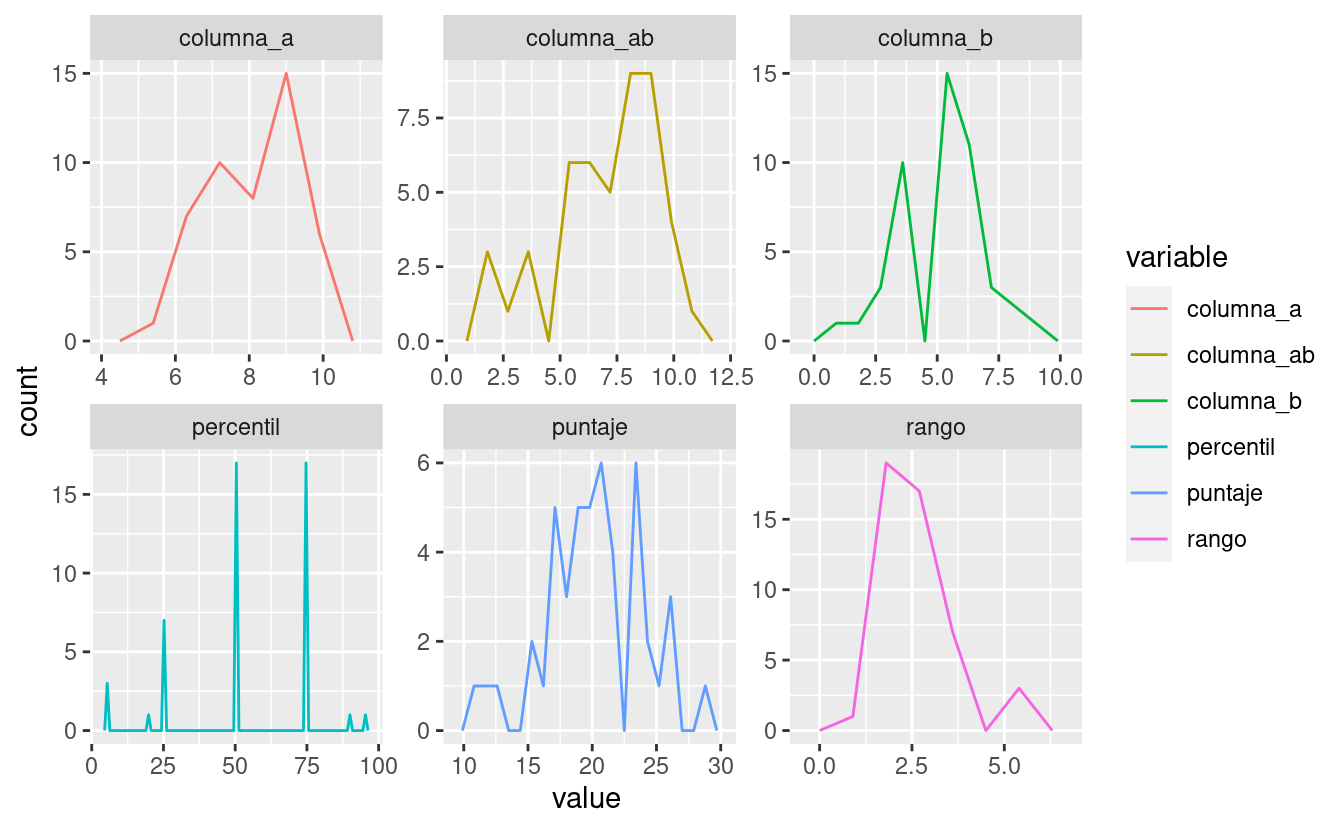 columna_a columna_ab columna_b
15 10 5 0
7.5 5.0 2.5 0.0
15 10 5 0
4 6 8 10
0.0 2.5 5.0 7.5 10.0 12.5
0.0 2.5 5.0 7.5 10.0
percentil puntaje rango
15 10 5 0
6 4 2 0
15 10 5 0
0 25 50 75 100
10 15 20 25 30
0.0 2.5 5.0
count
value
variable
columna_a
columna_ab
columna_b
percentil
puntaje
rango